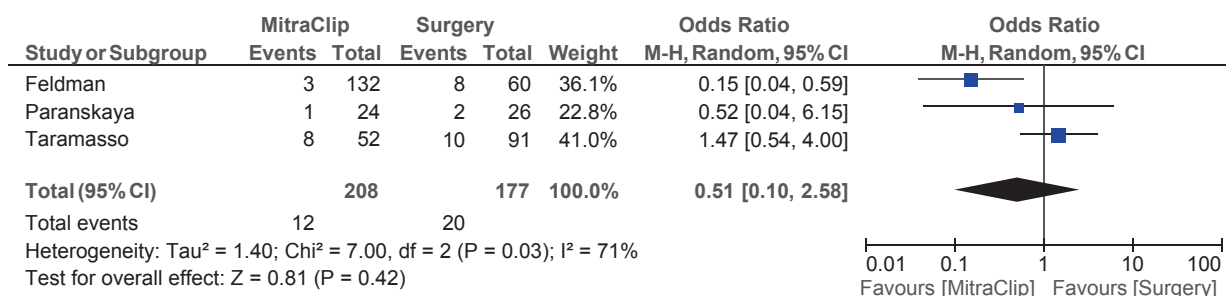 MitraClip Surgery Odds Ratio Odds Ratio
Study or Subgroup Events Total Events Total Weight M-H, Random, 95% CI M-H, Random, 95% CI
Feldman 3 132 8 60 36.1% 0.15 [0.04, 0.59]
Paranskaya 1 24 2 26 22.8% 0.52 [0.04, 6.15]
Taramasso 8 52 10 91 41.0% 1.47 [0.54, 4.00]
Total (95% CI) 208 177 100.0% 0.51 [0.10, 2.58]
Total events 12 20
Heterogeneity: Tau² = 1.40; Chi² = 7.00, df = 2 (P = 0.03); I² = 71%
Test for overall effect: Z = 0.81 (P = 0.42)
0.01 0.1 1 10 100
Favours [MitraClip] Favours [Surgery]